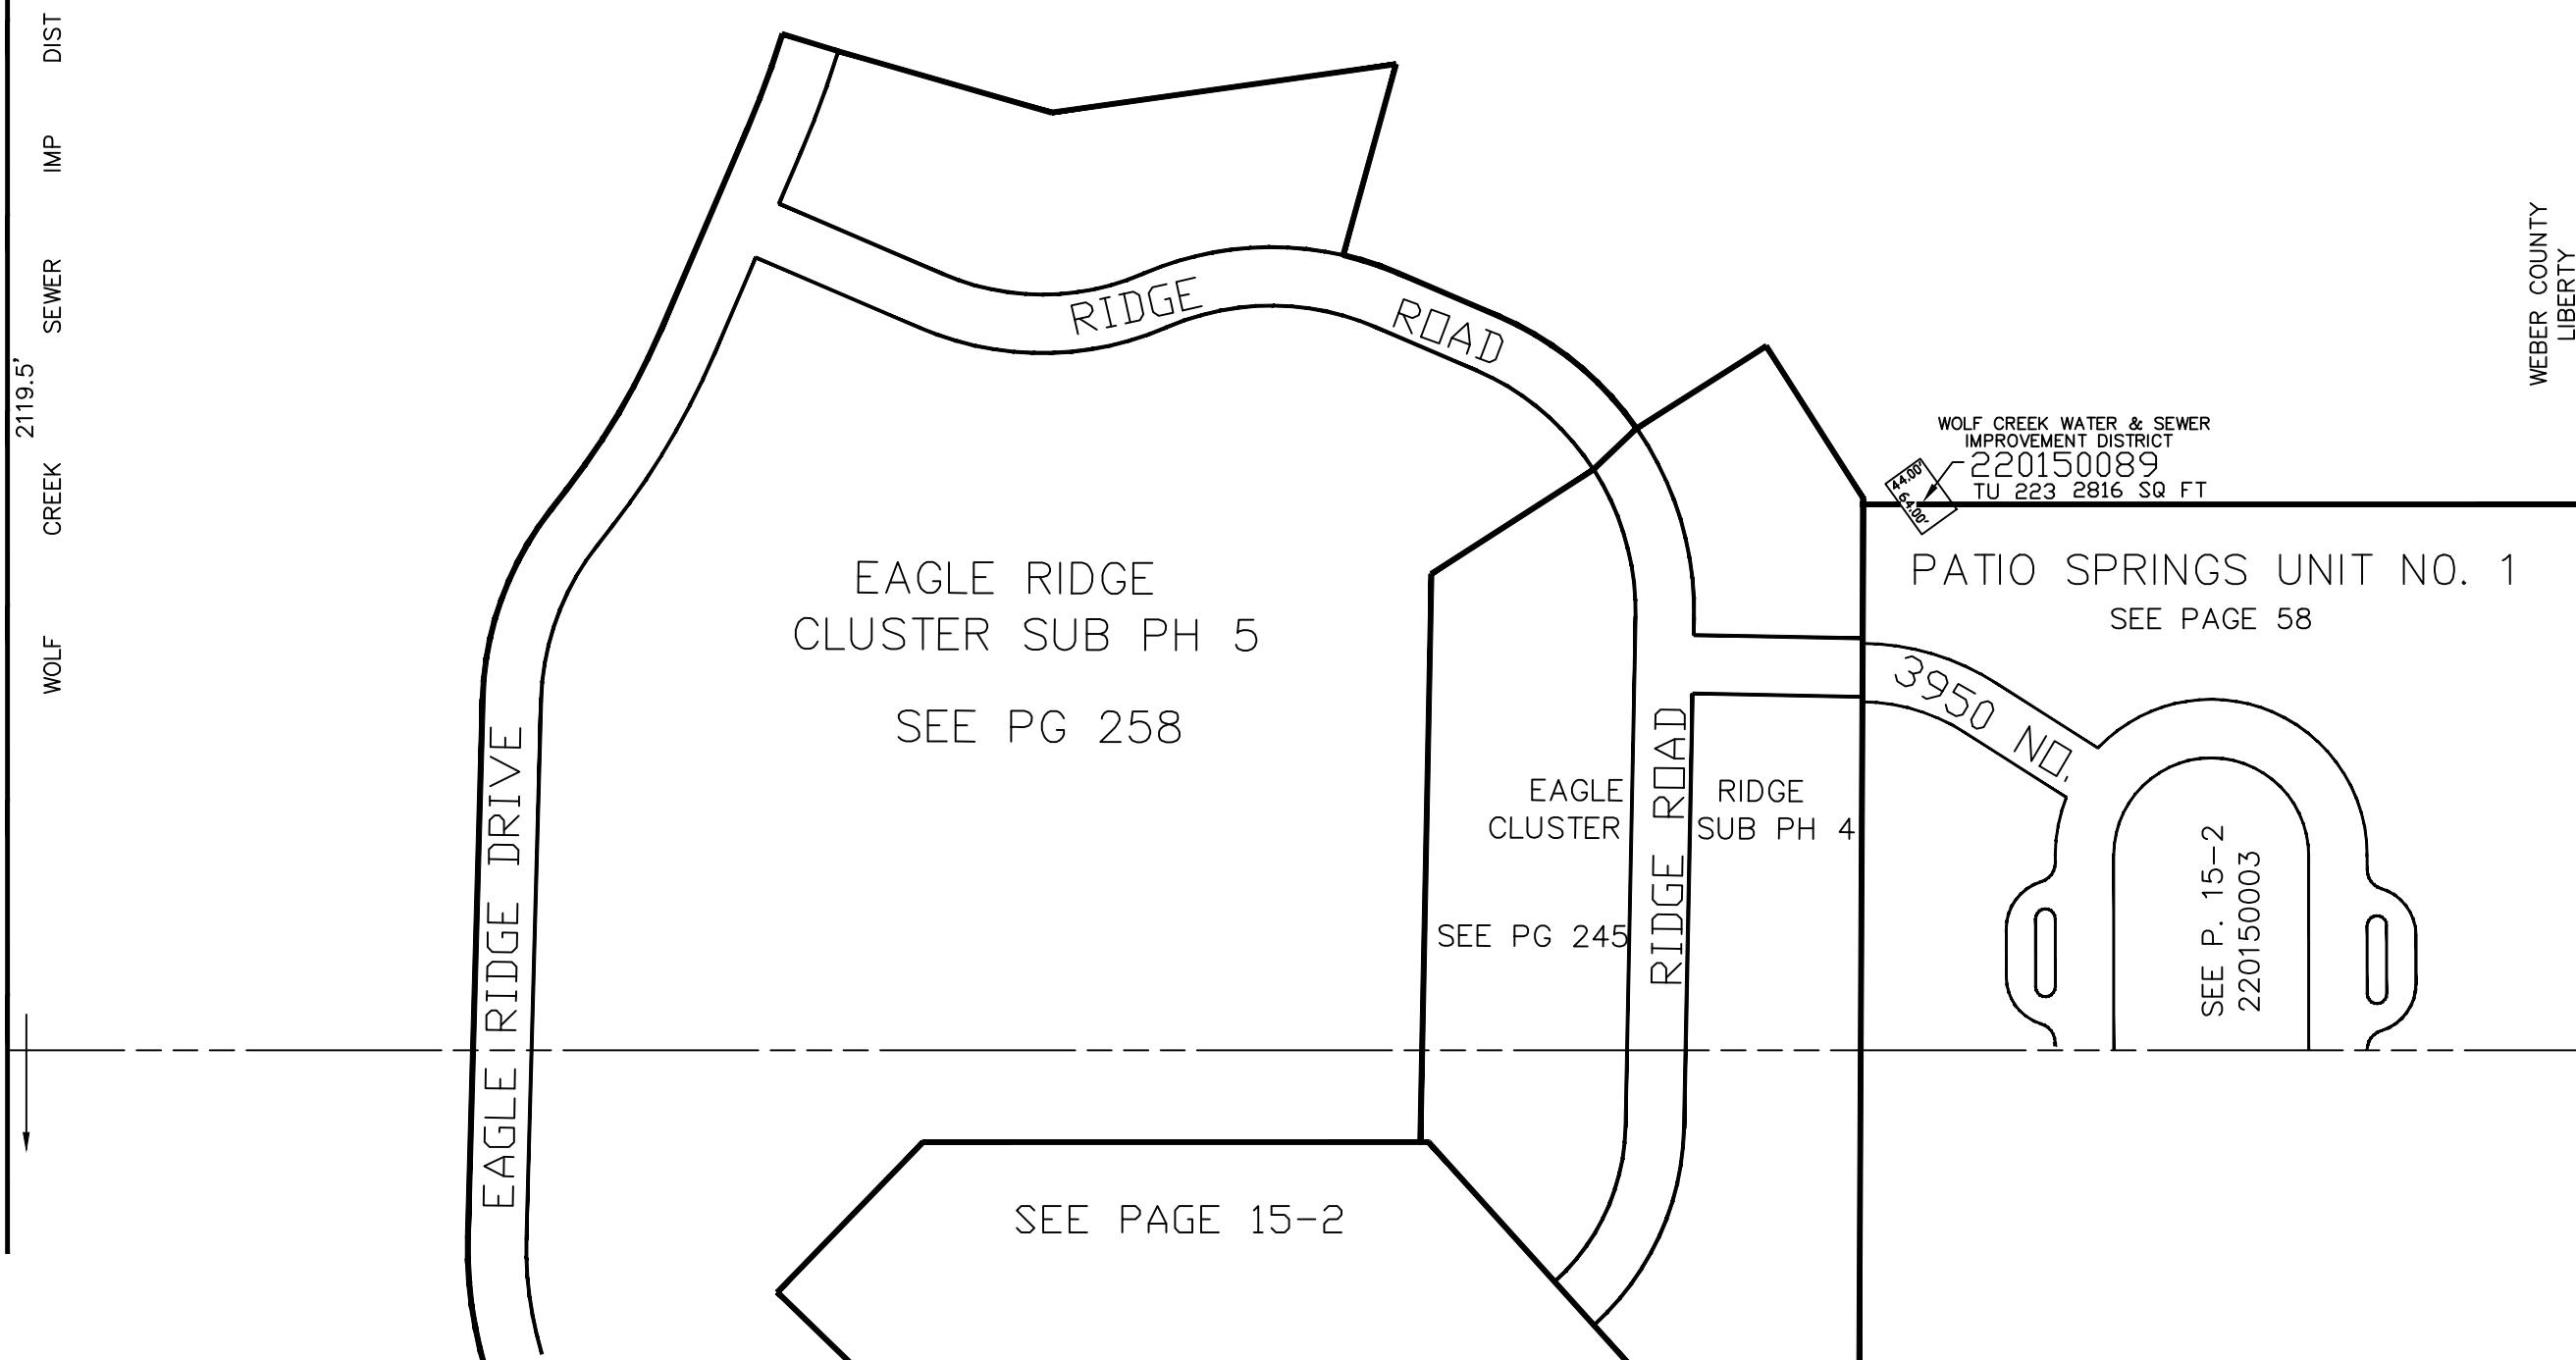 WOLF CREEK SEWER IMP DIST
2119.5'
RIDGE ROAD
WEBER COUNTY
LIBERTY
WOLF CREEK WATER & SEWER
IMPROVEMENT DISTRICT
220150089
TU 223 2816 SQ FT
44.00'
64.00'
PATIO SPRINGS UNIT NO. 1
SEE PAGE 58
EAGLE RIDGE
CLUSTER SUB PH 5
SEE PG 258
3950 NO.
EAGLE RIDGE DRIVE
RIDGE ROAD
EAGLE RIDGE
CLUSTER SUB PH 4
SEE PG 245
SEE P. 15-2
220150003
SEE PAGE 15-2